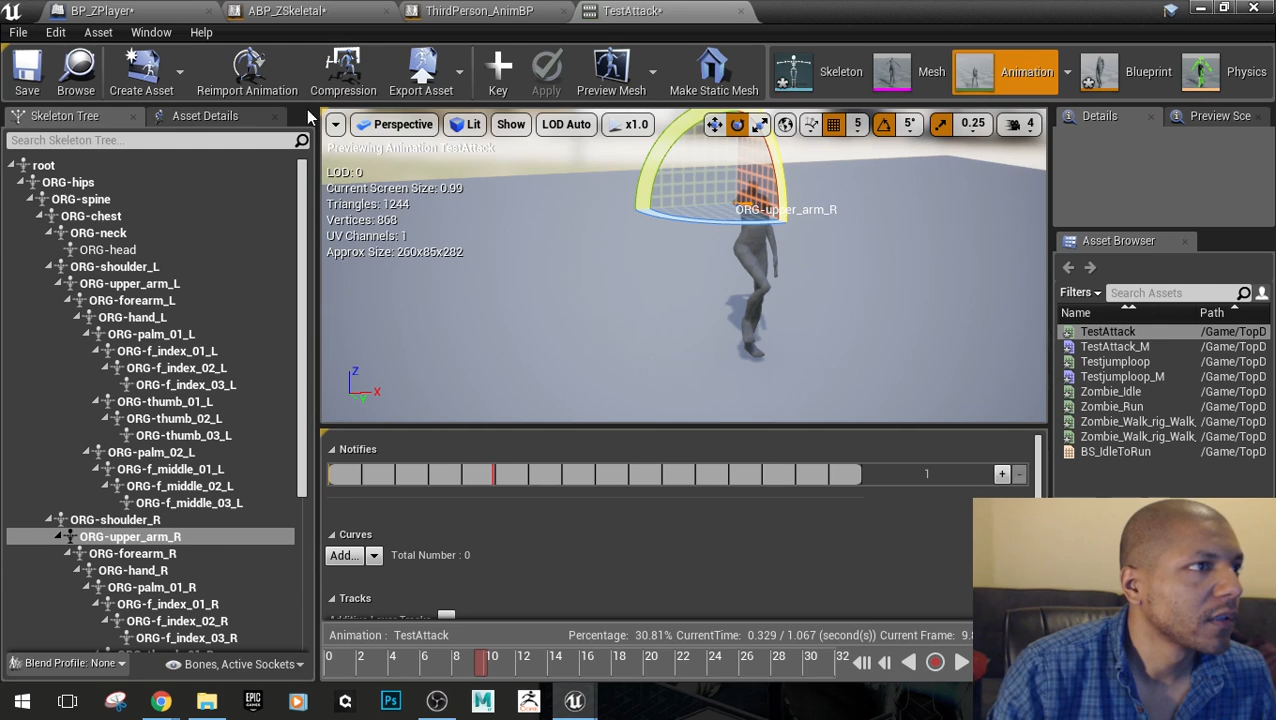 BP_ZPlayer*
ABP_ZSkeletal*
ThirdPerson_AnimBP
TestAttack*
File Edit Asset Window Help
Save
Browse
Create Asset
Reimport Animation
Compression
Export Asset
Key
Apply
Preview Mesh
Make Static Mesh
Skeleton
Mesh
Animation
Blueprint
Physics
Skeleton Tree
Asset Details
Search Skeleton Tree...
root
ORG-hips
ORG-spine
ORG-chest
ORG-neck
ORG-head
ORG-shoulder_L
ORG-upper_arm_L
ORG-forearm_L
ORG-hand_L
ORG-palm_01_L
ORG-f_index_01_L
ORG-f_index_02_L
ORG-f_index_03_L
ORG-thumb_01_L
ORG-thumb_02_L
ORG-thumb_03_L
ORG-palm_02_L
ORG-f_middle_01_L
ORG-f_middle_02_L
ORG-f_middle_03_L
ORG-shoulder_R
ORG-upper_arm_R
ORG-forearm_R
ORG-hand_R
ORG-palm_01_R
ORG-f_index_01_R
ORG-f_index_02_R
ORG-f_index_03_R
Blend Profile: None
Bones, Active Sockets
Perspective Lit Show LOD Auto x1.0 5 5° 0.25 4
Previewing Animation TestAttack
LOD: 0
Current Screen Size: 0.99
Triangles: 1244
Vertices: 868
UV Channels: 1
Approx Size: 260x85x282
ORG-upper_arm_R
Z
X
Y
Notifies
1 + -
Curves
Add... Total Number : 0
Tracks
Additive Layer Tracks
Animation : TestAttack Percentage: 30.81% CurrentTime: 0.329 / 1.067 (second(s)) Current Frame: 9.8
0 2 4 6 8 10 12 14 16 18 20 22 24 26 28 30 32
Details
Preview Sce
Asset Browser
Filters
Search Assets
Name Path
TestAttack /Game/TopD
TestAttack_M /Game/TopD
Testjumploop /Game/TopD
Testjumploop_M /Game/TopD
Zombie_Idle /Game/TopD
Zombie_Run /Game/TopD
Zombie_Walk_rig_Walk_ /Game/TopD
Zombie_Walk_rig_Walk_ /Game/TopD
BS_IdleToRun /Game/TopD
EPIC GAMES
Ps
M